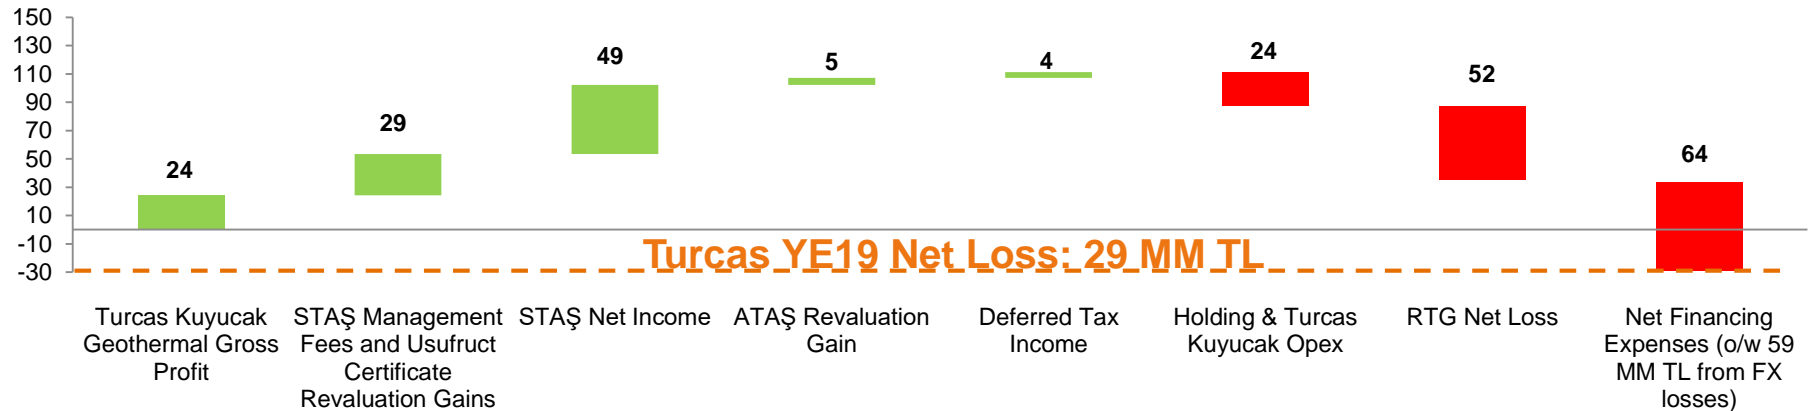 150
130
110
90
70
50
30
10
-10
-30
24
29
49
5
4
24
52
64
Turcas YE19 Net Loss: 29 MM TL
Turcas Kuyucak
Geothermal Gross
Profit
STAŞ Management
Fees and Usufruct
Certificate
Revaluation Gains
STAŞ Net Income
ATAŞ Revaluation
Gain
Deferred Tax
Income
Holding & Turcas
Kuyucak Opex
RTG Net Loss
Net Financing
Expenses (o/w 59
MM TL from FX
losses)